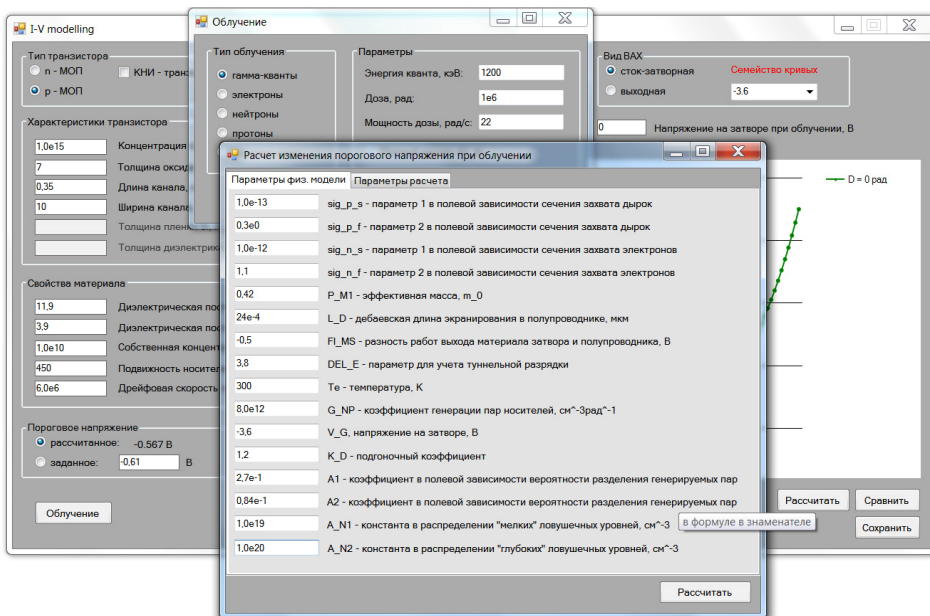 I-V modelling
Тип транзистора
n - МОП
КНИ -
p - МОП
Характеристики транзистора
1,0e15
Концентрация
7
Толщина оксид
0,35
Длина канала,
10
Ширина канала
Толщина
Толщина диэлектрик
Свойства материала
11,9
Диэлектрическая
3,9
Диэлектрическая
1,0e10
Собственная концент
450
Подвижность носител
6,0e6
Дрейфовая скорость
Пороговое напряжение
рассчитанное: -0.567 В
заданное: -0,61 В
Облучение
Облучение
Тип облучения
гамма-кванты
электроны
нейтроны
протоны
Параметры
Энергия кванта, кэВ: 1200
Доза, рад: 1e6
Мощность дозы, рад/с: 22
Вид ВАХ
сток-затворная
выходная
Семейство кривых
-3.6
0 Напряжение на затворе при облучении, В
D = 0 рад
Рассчитать
Сравнить
Сохранить
Расчет изменения порогового напряжения при облучении
Параметры физ. модели
Параметры расчета
1,0e-13 sig_p_s - параметр 1 в полевой зависимости сечения захвата дырок
0,3e0 sig_p_f - параметр 2 в полевой зависимости сечения захвата дырок
1,0e-12 sig_n_s - параметр 1 в полевой зависимости сечения захвата электронов
1,1 sig_n_f - параметр 2 в полевой зависимости сечения захвата электронов
0,42 P_M1 - эффективная масса, m_0
24e-4 L_D - дебаевская длина экранирования в полупроводнике, мкм
-0,5 FI_MS - разность работ выхода материала затвора и полупроводника, В
3,8 DEL_E - параметр для учета туннельной разрядки
300 Te - температура, К
8,0e12 G_NP - коэффициент генерации пар носителей, см^-3рад^-1
-3,6 V_G, напряжение на затворе, В
1,2 K_D - подгоночный коэффициент
2,7e-1 A1 - коэффициент в полевой зависимости вероятности разделения генерируемых пар
0,84e-1 A2 - коэффициент в полевой зависимости вероятности разделения генерируемых пар
1,0e19 A_N1 - константа в распределении "мелких" ловушечных уровней, см^-3
в формуле в знаменателе
1,0e20 A_N2 - константа в распределении "глубоких" ловушечных уровней, см^-3
Рассчитать